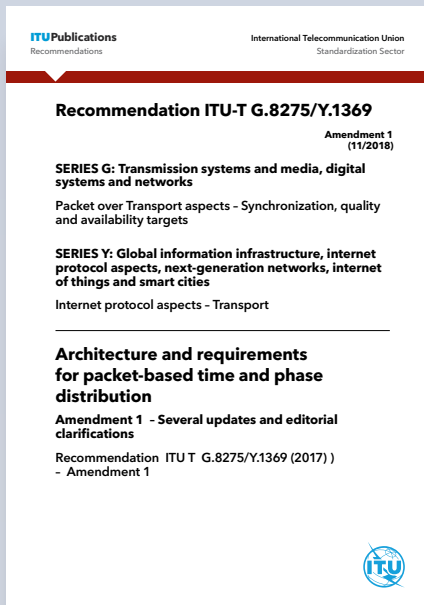 ITUPublications
International Telecommunication Union
Recommendations
Standardization Sector
Recommendation ITU-T G.8275/Y.1369
Amendment 1
(11/2018)
SERIES G: Transmission systems and media, digital
systems and networks
Packet over Transport aspects – Synchronization, quality
and availability targets
SERIES Y: Global information infrastructure, internet
protocol aspects, next-generation networks, internet
of things and smart cities
Internet protocol aspects – Transport
Architecture and requirements
for packet-based time and phase
distribution
Amendment 1 – Several updates and editorial
clarifications
Recommendation ITU T G.8275/Y.1369 (2017) )
– Amendment 1
ITU